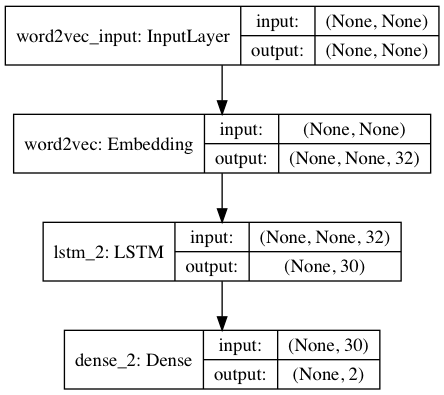 word2vec_input: InputLayer
input: (None, None)
output: (None, None)
word2vec: Embedding
input: (None, None)
output: (None, None, 32)
lstm_2: LSTM
input: (None, None, 32)
output: (None, 30)
dense_2: Dense
input: (None, 30)
output: (None, 2)